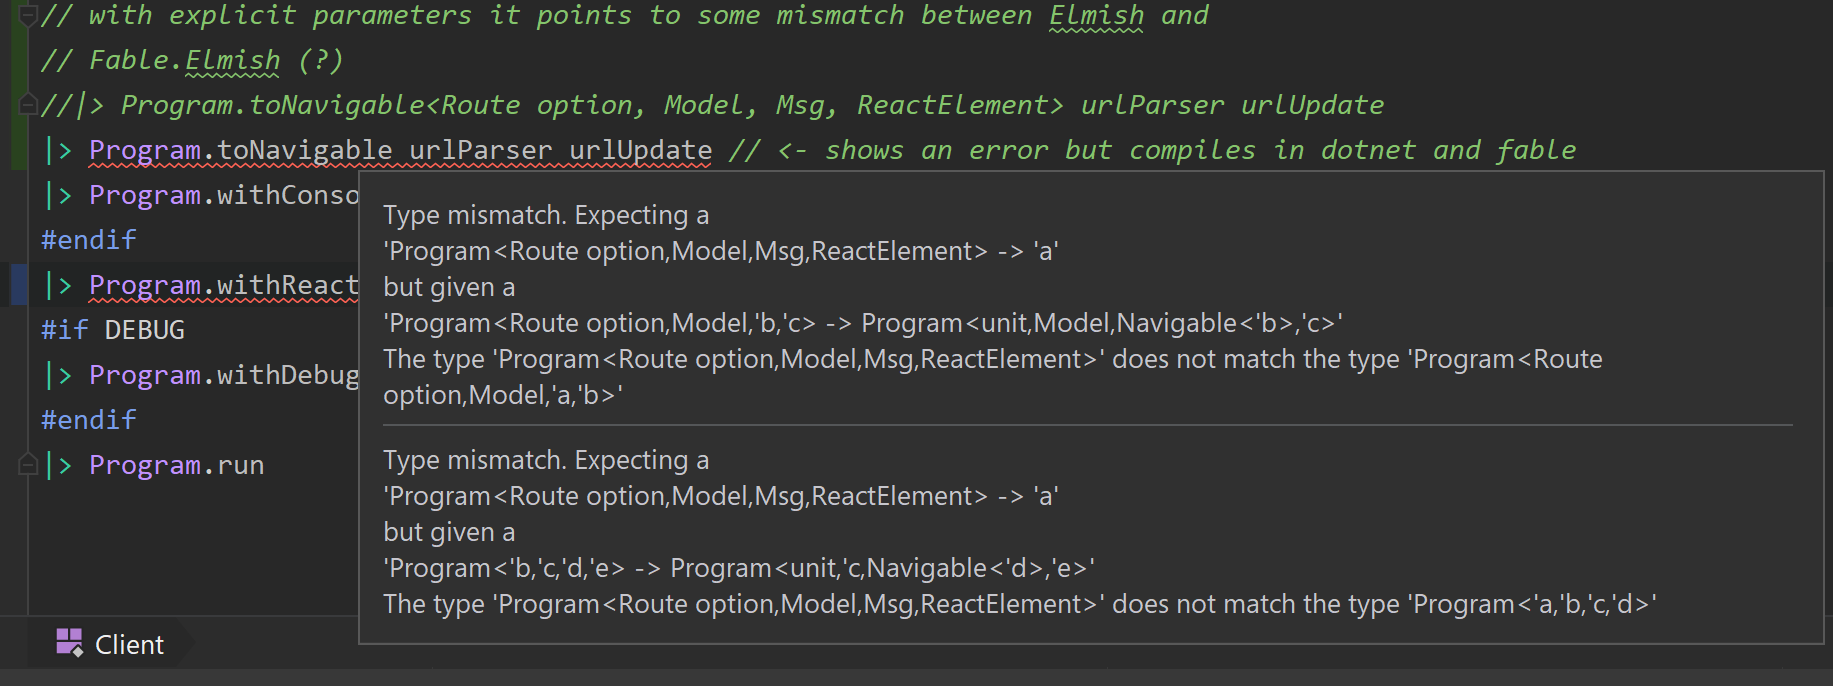 // with explicit parameters it points to some mismatch between Elmish and
// Fable.Elmish (?)
//|> Program.toNavigable<Route option, Model, Msg, ReactElement> urlParser urlUpdate
|> Program.toNavigable urlParser urlUpdate // <- shows an error but compiles in dotnet and fable
|> Program.withConso
#endif
|> Program.withReact
#if DEBUG
|> Program.withDebug
#endif
|> Program.run
Type mismatch. Expecting a
'Program<Route option,Model,Msg,ReactElement> -> 'a'
but given a
'Program<Route option,Model,'b,'c> -> Program<unit,Model,Navigable<'b>,'c>'
The type 'Program<Route option,Model,Msg,ReactElement>' does not match the type 'Program<Route
option,Model,'a,'b>'
Type mismatch. Expecting a
'Program<Route option,Model,Msg,ReactElement> -> 'a'
but given a
'Program<'b,'c,'d,'e> -> Program<unit,'c,Navigable<'d>,'e>'
The type 'Program<Route option,Model,Msg,ReactElement>' does not match the type 'Program<'a,'b,'c,'d>'
Client